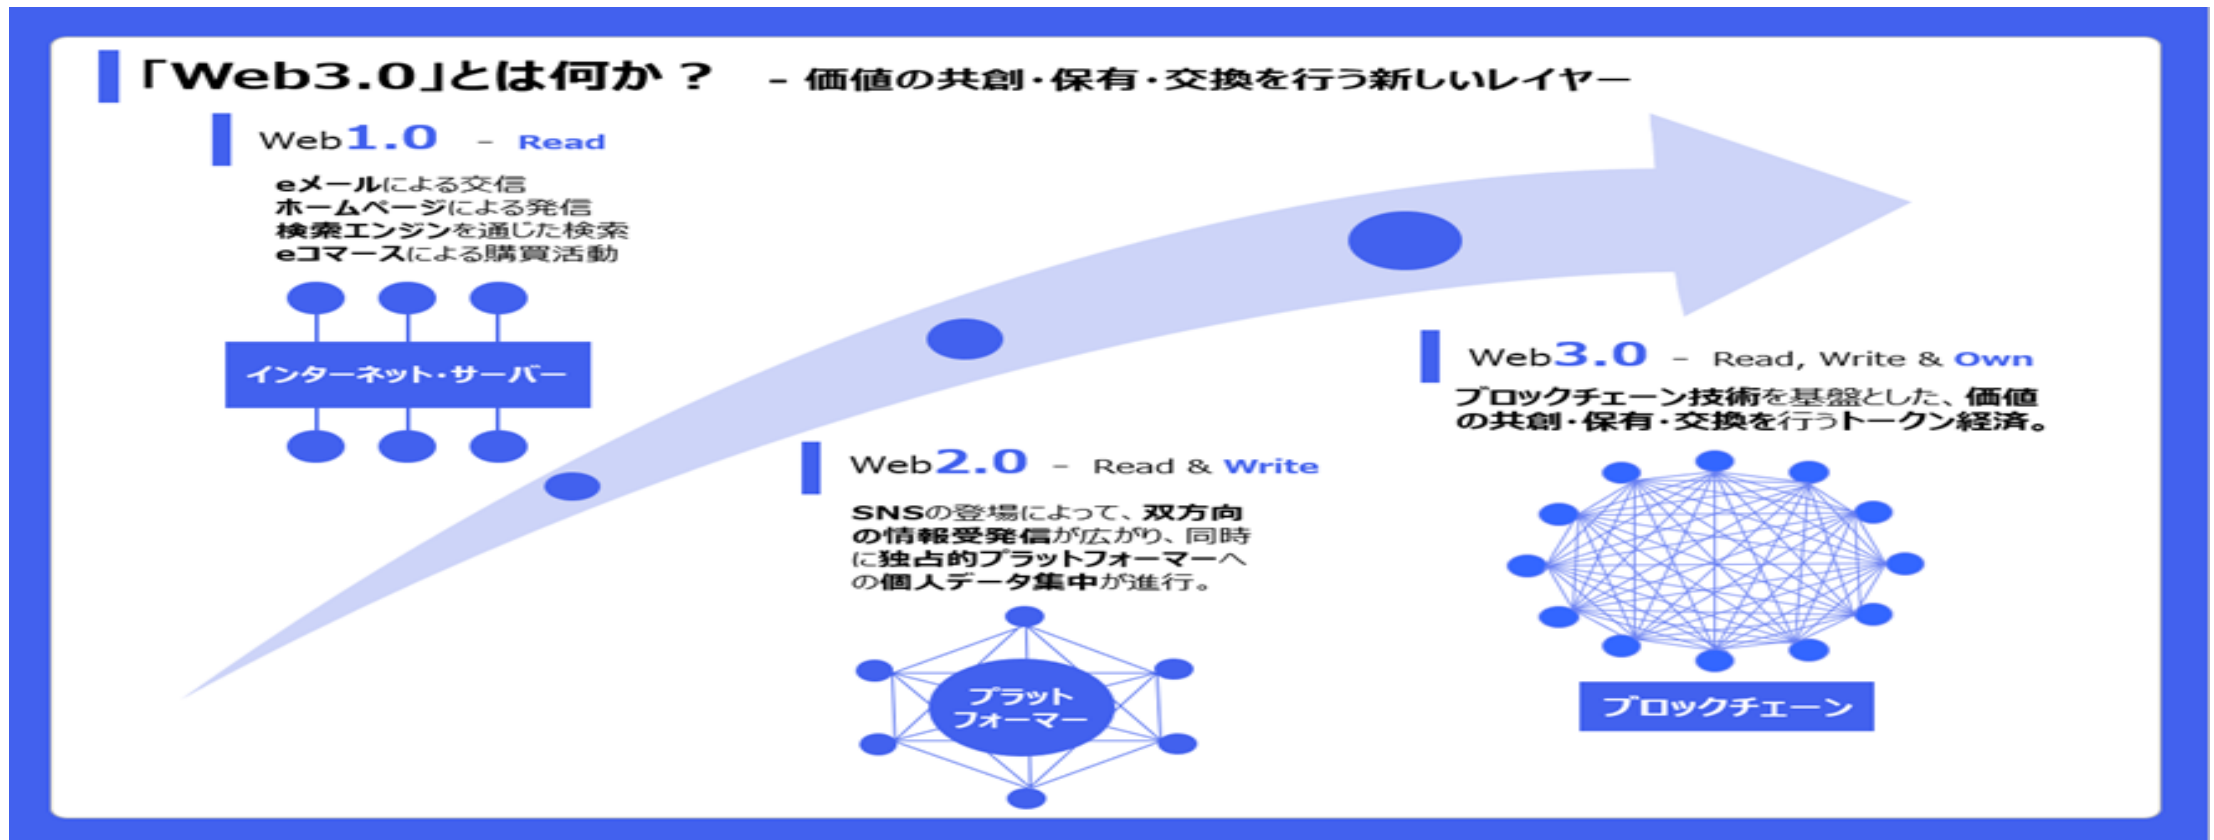 「Web3.0」とは何か？ - 価値の共創・保有・交換を行う新しいレイヤー
Web1.0 - Read
eメールによる交信
ホームページによる発信
検索エンジンを通じた検索
eコマースによる購買活動
インターネット・サーバー
Web2.0 - Read & Write
SNSの登場によって、双方向
の情報受発信が広がり、同時
に独占的プラットフォーマーへ
の個人データ集中が進行。
プラット
フォーマー
Web3.0 - Read, Write & Own
ブロックチェーン技術を基盤とした、価値
の共創・保有・交換を行うトークン経済。
ブロックチェーン